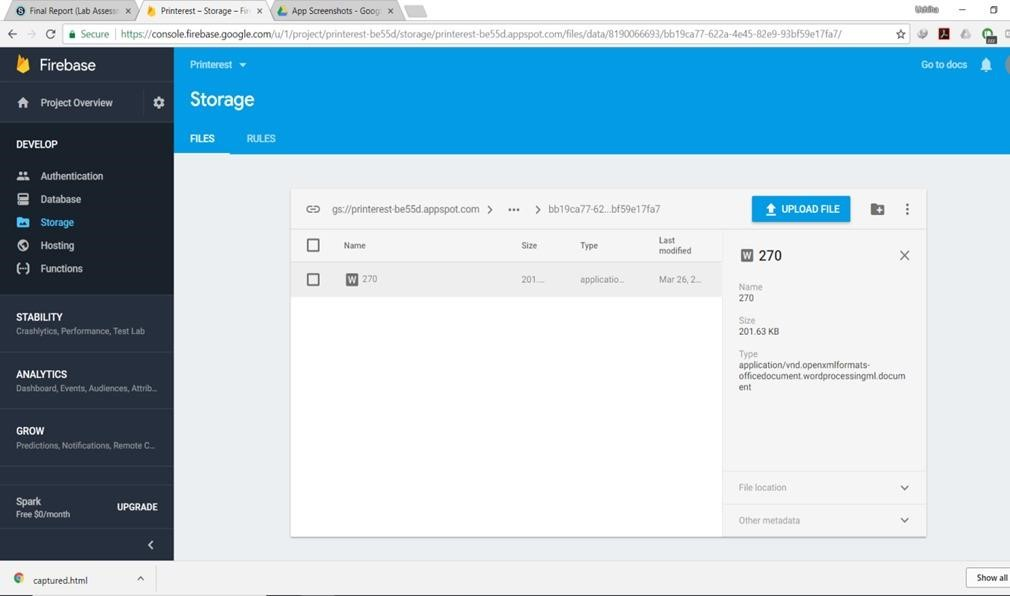 Final Report (Lab Assess
Printerest – Storage – Fir
App Screenshots - Goog
Secure
https://console.firebase.google.com/u/1/project/printerest-be55d/storage/printerest-be55d.appspot.com/files/data/8190066693/bb19ca77-622a-4e45-82e9-93bf59e17fa7/
Firebase
Printerest
Go to docs
Project Overview
Storage
FILES
RULES
DEVELOP
Authentication
Database
Storage
Hosting
Functions
STABILITY
Crashlytics, Performance, Test Lab
ANALYTICS
Dashboard, Events, Audiences, Attrib...
GROW
Predictions, Notifications, Remote C...
Spark
Free $0/month
UPGRADE
gs://printerest-be55d.appspot.com
bb19ca77-62...bf59e17fa7
UPLOAD FILE
Name
Size
Type
Last
modified
W 270
201....
applicatio...
Mar 26, 2...
W 270
Name
270
Size
201.63 KB
Type
application/vnd.openxmlformats-
officedocument.wordprocessingml.docum
ent
File location
Other metadata
captured.html
Show all